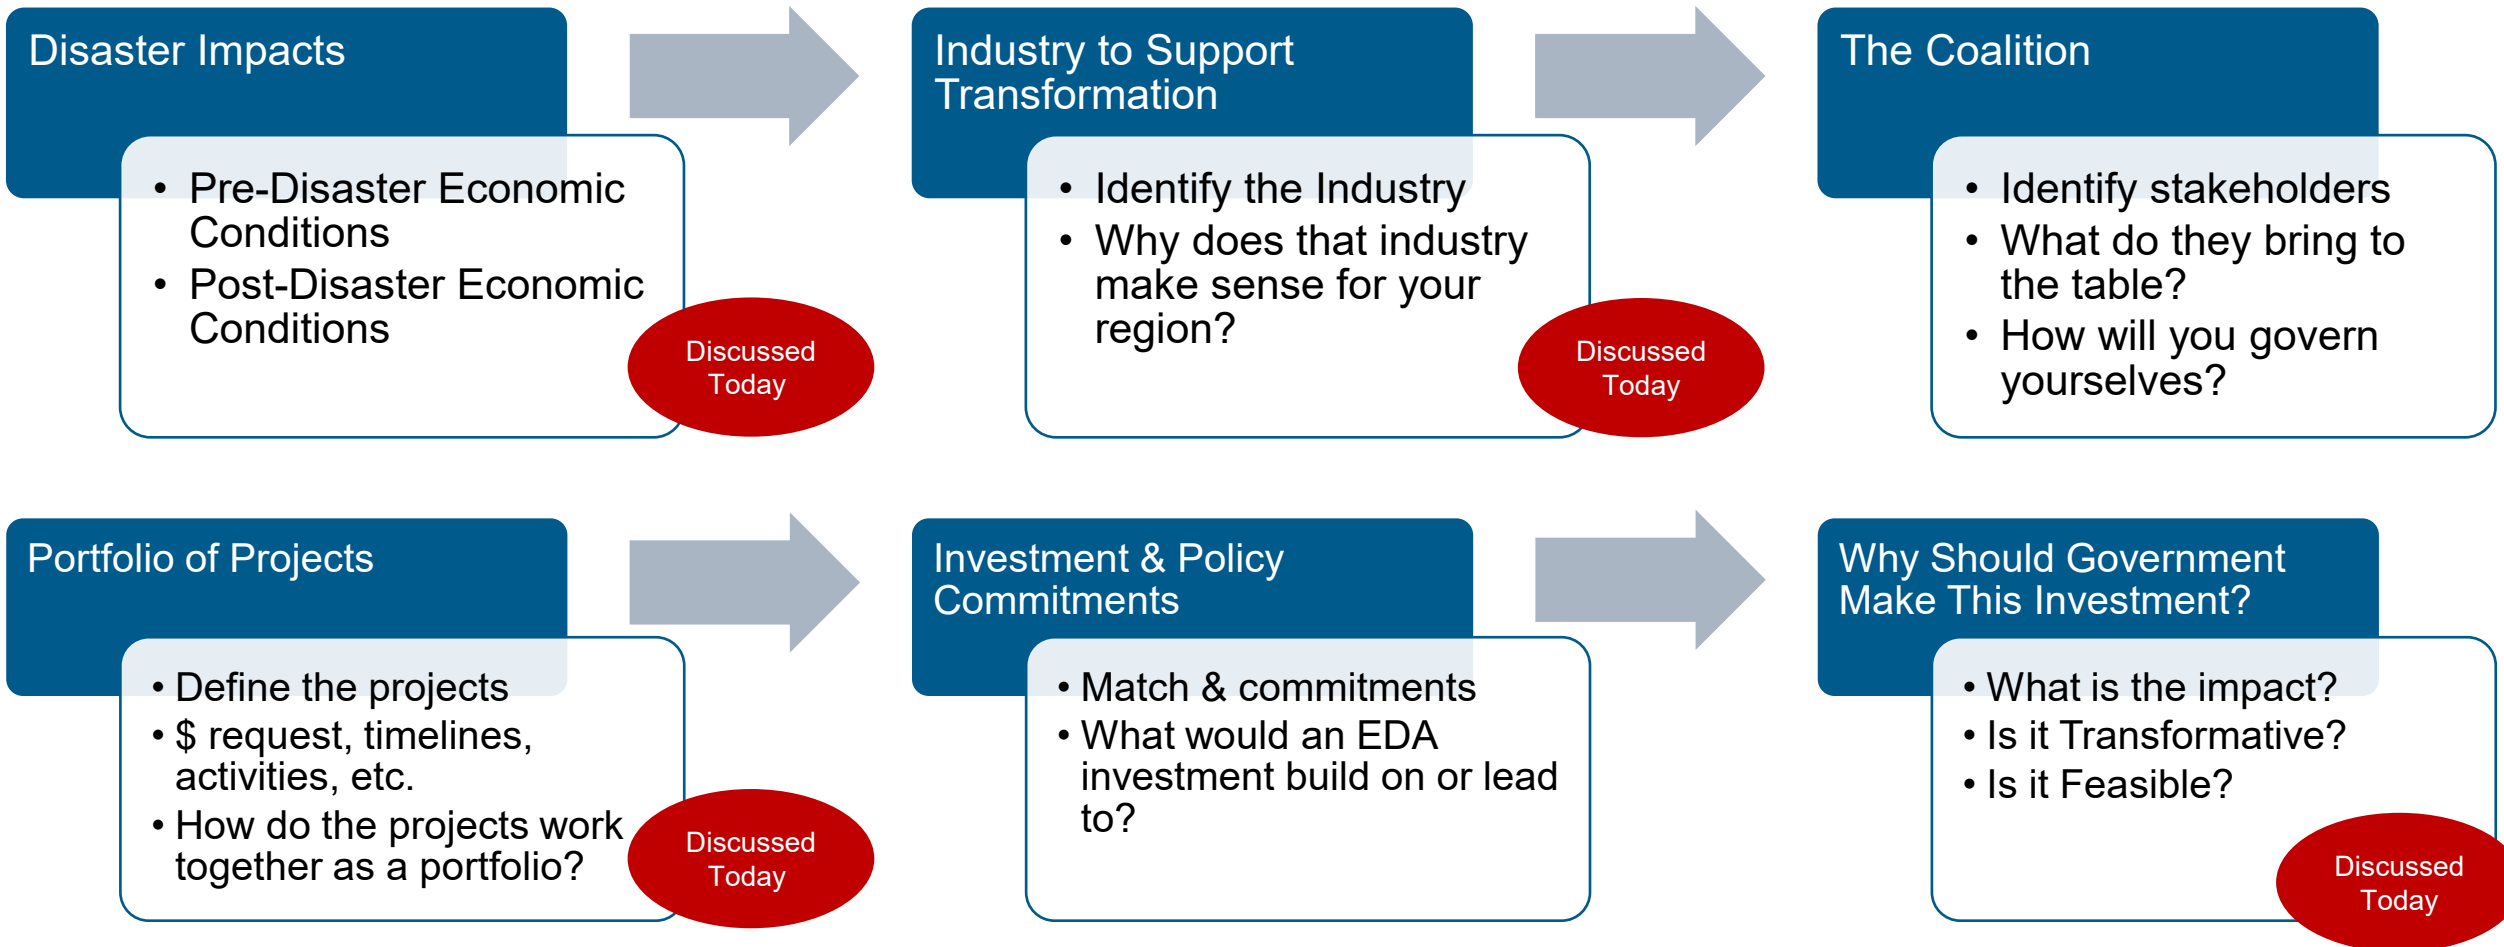 Disaster Impacts
• Pre-Disaster Economic
Conditions
• Post-Disaster Economic
Conditions
Discussed
Today
Industry to Support
Transformation
• Identify the Industry
• Why does that industry
make sense for your
region?
Discussed
Today
The Coalition
• Identify stakeholders
• What do they bring to
the table?
• How will you govern
yourselves?
Portfolio of Projects
• Define the projects
• $ request, timelines,
activities, etc.
• How do the projects work
together as a portfolio?
Discussed
Today
Investment & Policy
Commitments
• Match & commitments
• What would an EDA
investment build on or lead
to?
Why Should Government
Make This Investment?
• What is the impact?
• Is it Transformative?
• Is it Feasible?
Discussed
Today